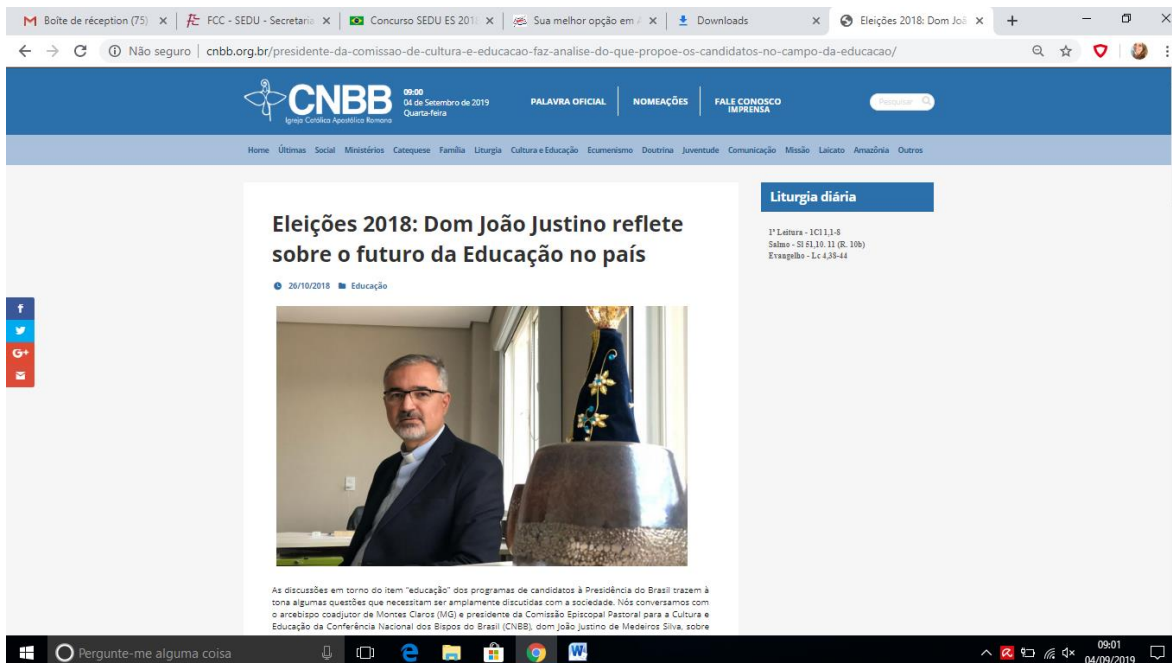 Boîte de réception (75)
FCC - SEDU - Secretaria
Concurso SEDU ES 201
Sua melhor opção em
Downloads
Eleições 2018: Dom Joã
Não seguro
cnbb.org.br/presidente-da-comissao-de-cultura-e-educacao-faz-analise-do-que-propoe-os-candidatos-no-campo-da-educacao/
CNBB
Igreja Católica Apostólica Romana
09:00
04 de Setembro de 2019
Quarta-feira
PALAVRA OFICIAL
NOMEAÇÕES
FALE CONOSCO
IMPRENSA
Pesquisar
Home Últimas Social Ministérios Catequese Família Liturgia Cultura e Educação Ecumenismo Doutrina Juventude Comunicação Missão Laicato Amazônia Outros
Eleições 2018: Dom João Justino reflete
sobre o futuro da Educação no país
26/10/2018 Educação
Liturgia diária
1ª Leitura - 1Cl 1,1-8
Salmo - Sl 51,10. 11 (R. 10b)
Evangelho - Lc 4,38-44
f
G+
As discussões em torno do item "educação" dos programas de candidatos à Presidência do Brasil trazem à
tona algumas questões que necessitam ser amplamente discutidas com a sociedade. Nós conversamos com
o arcebispo coadjutor de Montes Claros (MG) e presidente da Comissão Episcopal Pastoral para a Cultura e
Educação da Conferência Nacional dos Bispos do Brasil (CNBB), dom João Justino de Medeiros Silva, sobre
Pergunte-me alguma coisa
09:01
04/09/2019